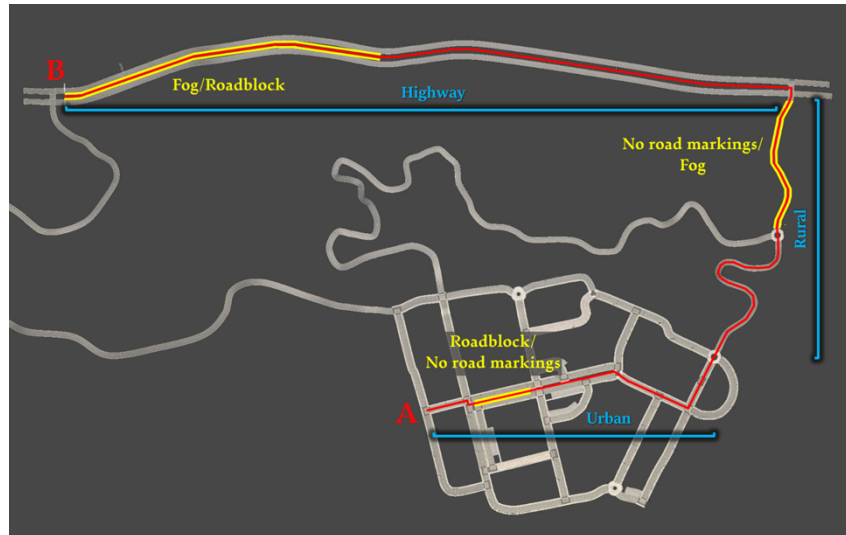 B
Fog/Roadblock
Highway
No road markings/
Fog
Rural
Roadblock/
No road markings
A
Urban